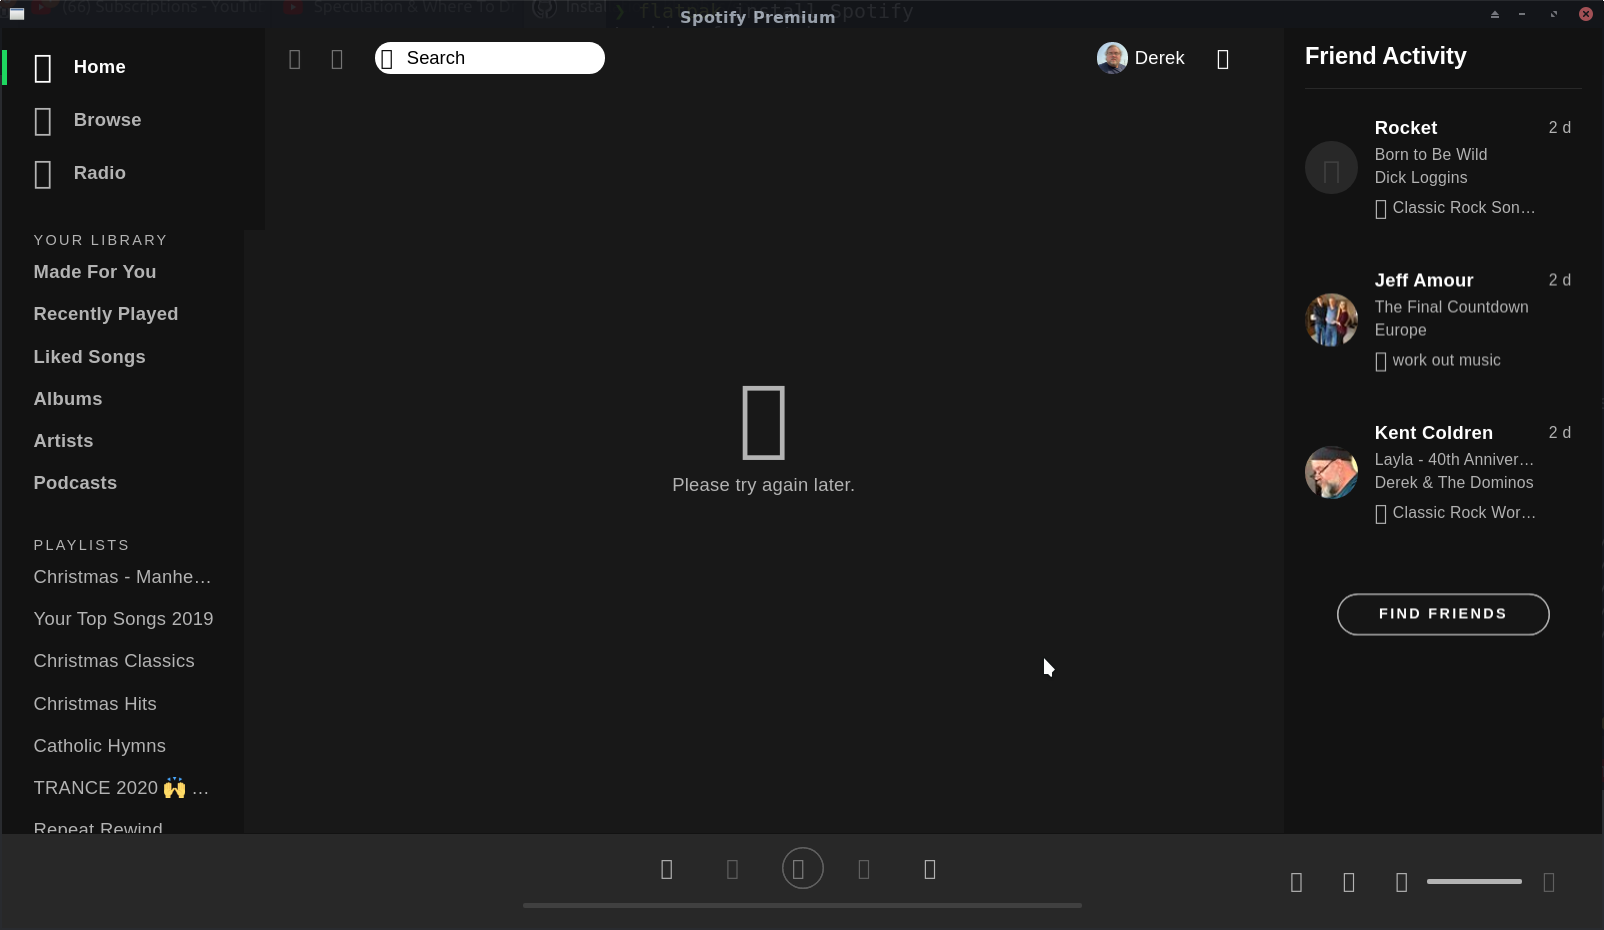 (66) Subscriptions - YouTu
Speculation & Where To D
Instal
❯ flatpak install Spotify
Spotify Premium
Home
Browse
Radio
YOUR LIBRARY
Made For You
Recently Played
Liked Songs
Albums
Artists
Podcasts
PLAYLISTS
Christmas - Manhe...
Your Top Songs 2019
Christmas Classics
Christmas Hits
Catholic Hymns
TRANCE 2020 🙌 ...
Repeat Rewind
Search
Derek
Please try again later.
Friend Activity
Rocket 2 d
Born to Be Wild
Dick Loggins
Classic Rock Son...
Jeff Amour 2 d
The Final Countdown
Europe
work out music
Kent Coldren 2 d
Layla - 40th Anniver...
Derek & The Dominos
Classic Rock Wor...
FIND FRIENDS